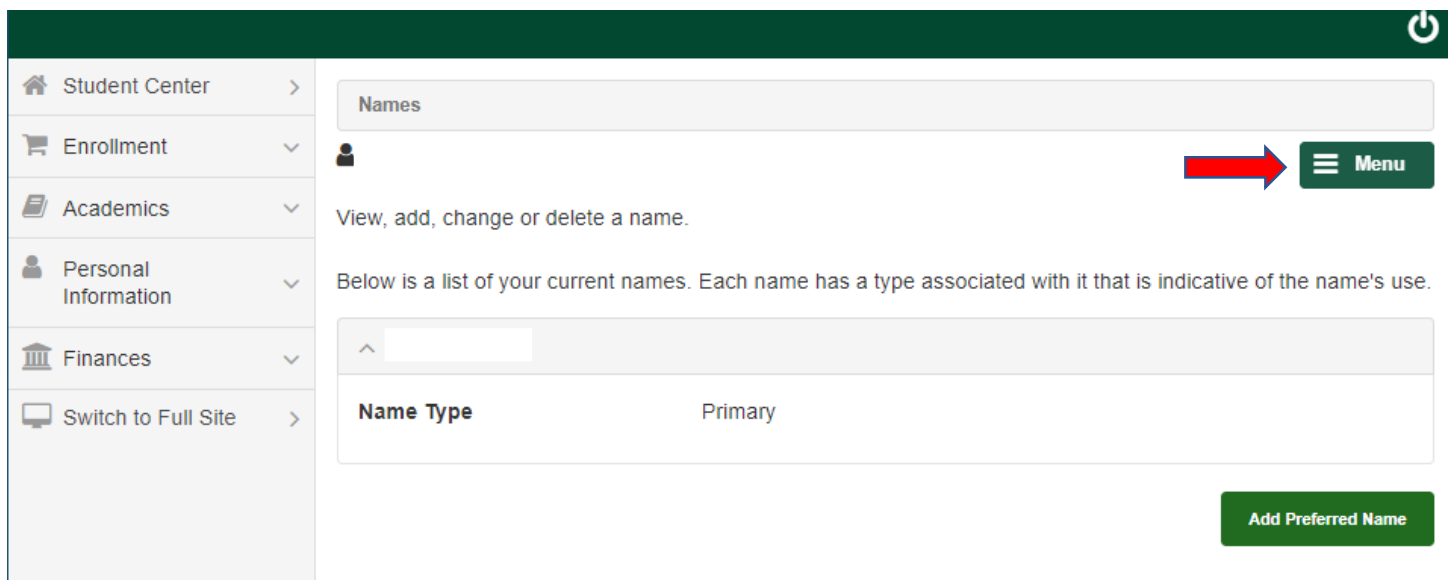 Student Center
Enrollment
Academics
Personal
Information
Finances
Switch to Full Site
Names
Menu
View, add, change or delete a name.
Below is a list of your current names. Each name has a type associated with it that is indicative of the name's use.
Name Type Primary
Add Preferred Name